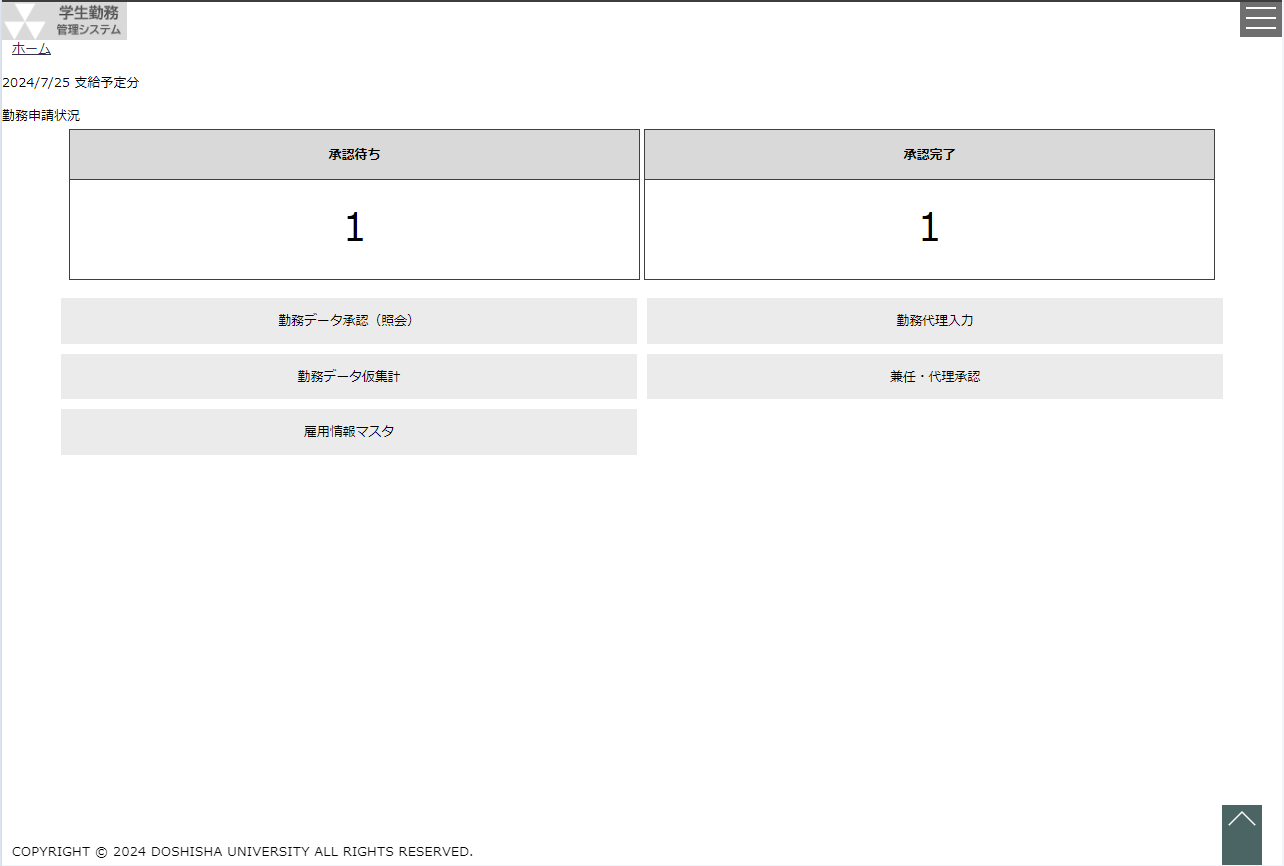 学生勤務
管理システム
ホーム
2024/7/25 支給予定分
勤務申請状況
承認待ち 承認完了
1 1
勤務データ承認（照会） 勤務代理入力
勤務データ仮集計 兼任・代理承認
雇用情報マスタ
COPYRIGHT © 2024 DOSHISHA UNIVERSITY ALL RIGHTS RESERVED.